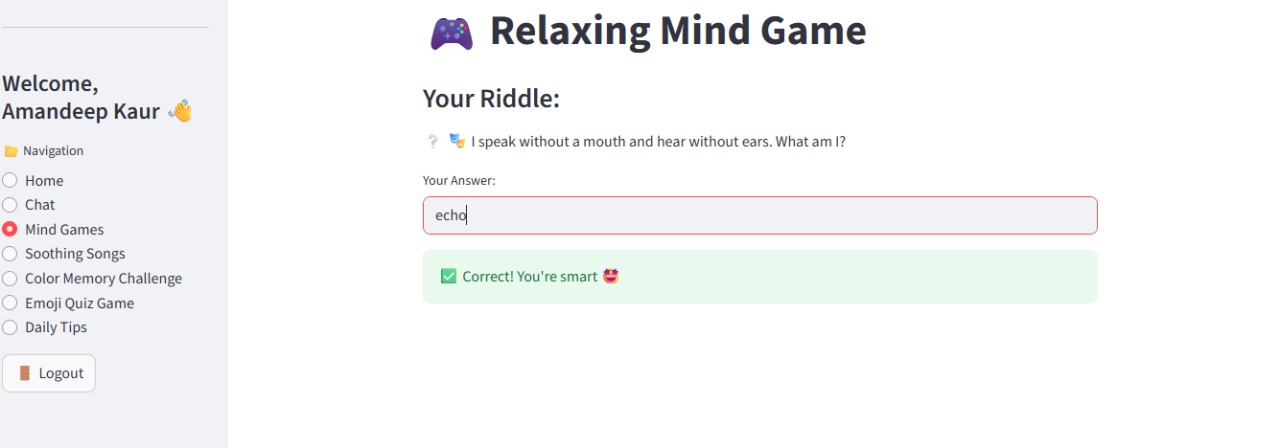 Welcome,
Amandeep Kaur 👋
📁 Navigation
Home
Chat
Mind Games
Soothing Songs
Color Memory Challenge
Emoji Quiz Game
Daily Tips
🚪 Logout
🎮 Relaxing Mind Game
Your Riddle:
❔ 🎭 I speak without a mouth and hear without ears. What am I?
Your Answer:
echo
✅ Correct! You're smart 🤩